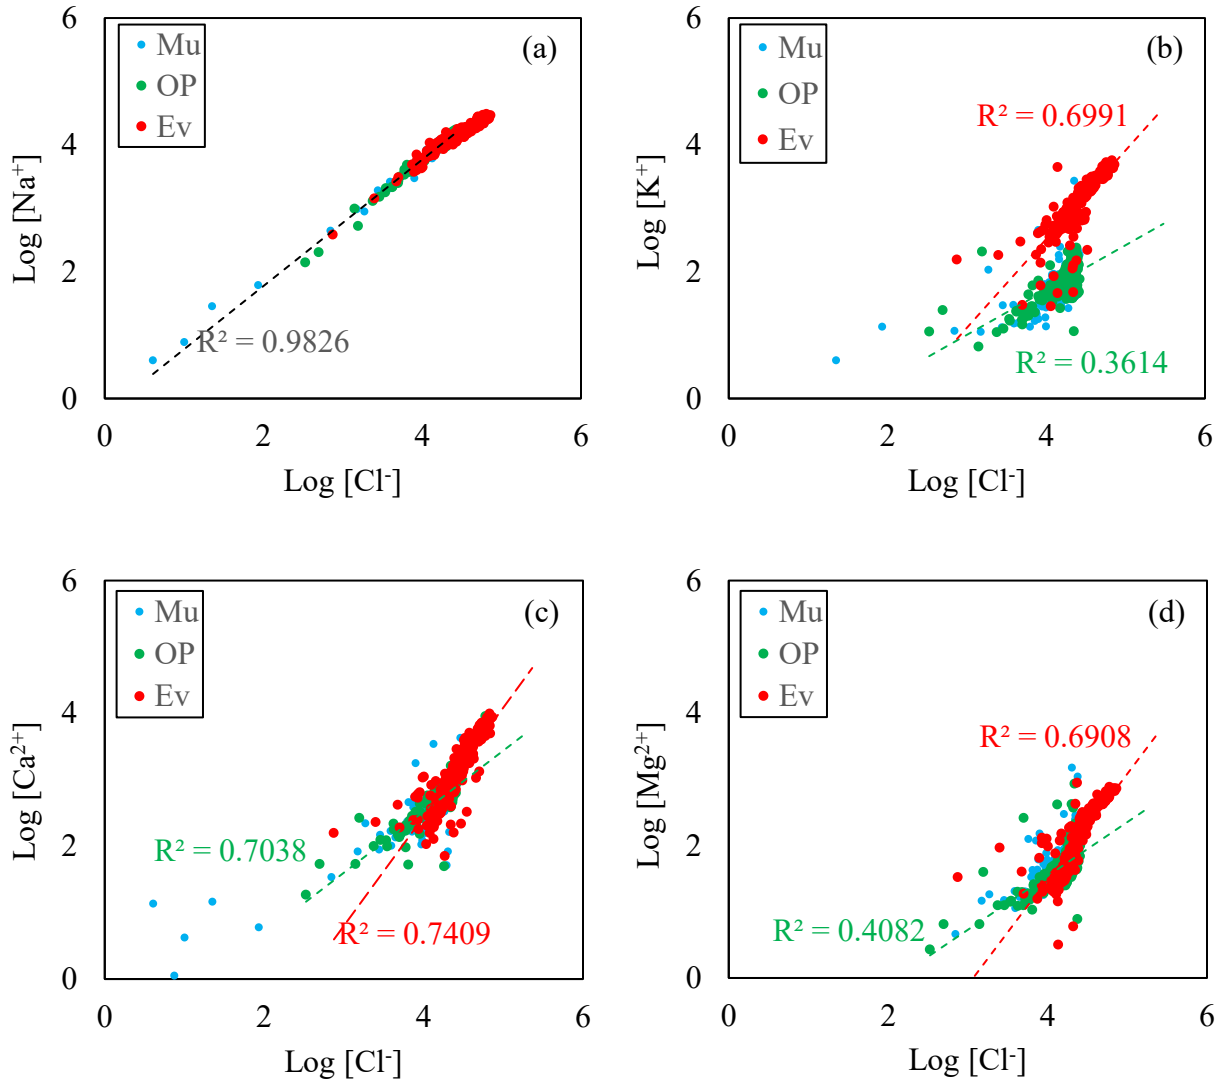 6
Mu
(a)
OP
Ev
4
Log [Na⁺]
2
R² = 0.9826
0
0 2 4 6
Log [Cl⁻]
6
Mu
(b)
OP
R² = 0.6991
Ev
4
Log [K⁺]
2
R² = 0.3614
0
0 2 4 6
Log [Cl⁻]
6
Mu
(c)
OP
Ev
4
Log [Ca²⁺]
2
R² = 0.7038
R² = 0.7409
0
0 2 4 6
Log [Cl⁻]
6
Mu
(d)
OP
Ev
R² = 0.6908
4
Log [Mg²⁺]
2
R² = 0.4082
0
0 2 4 6
Log [Cl⁻]